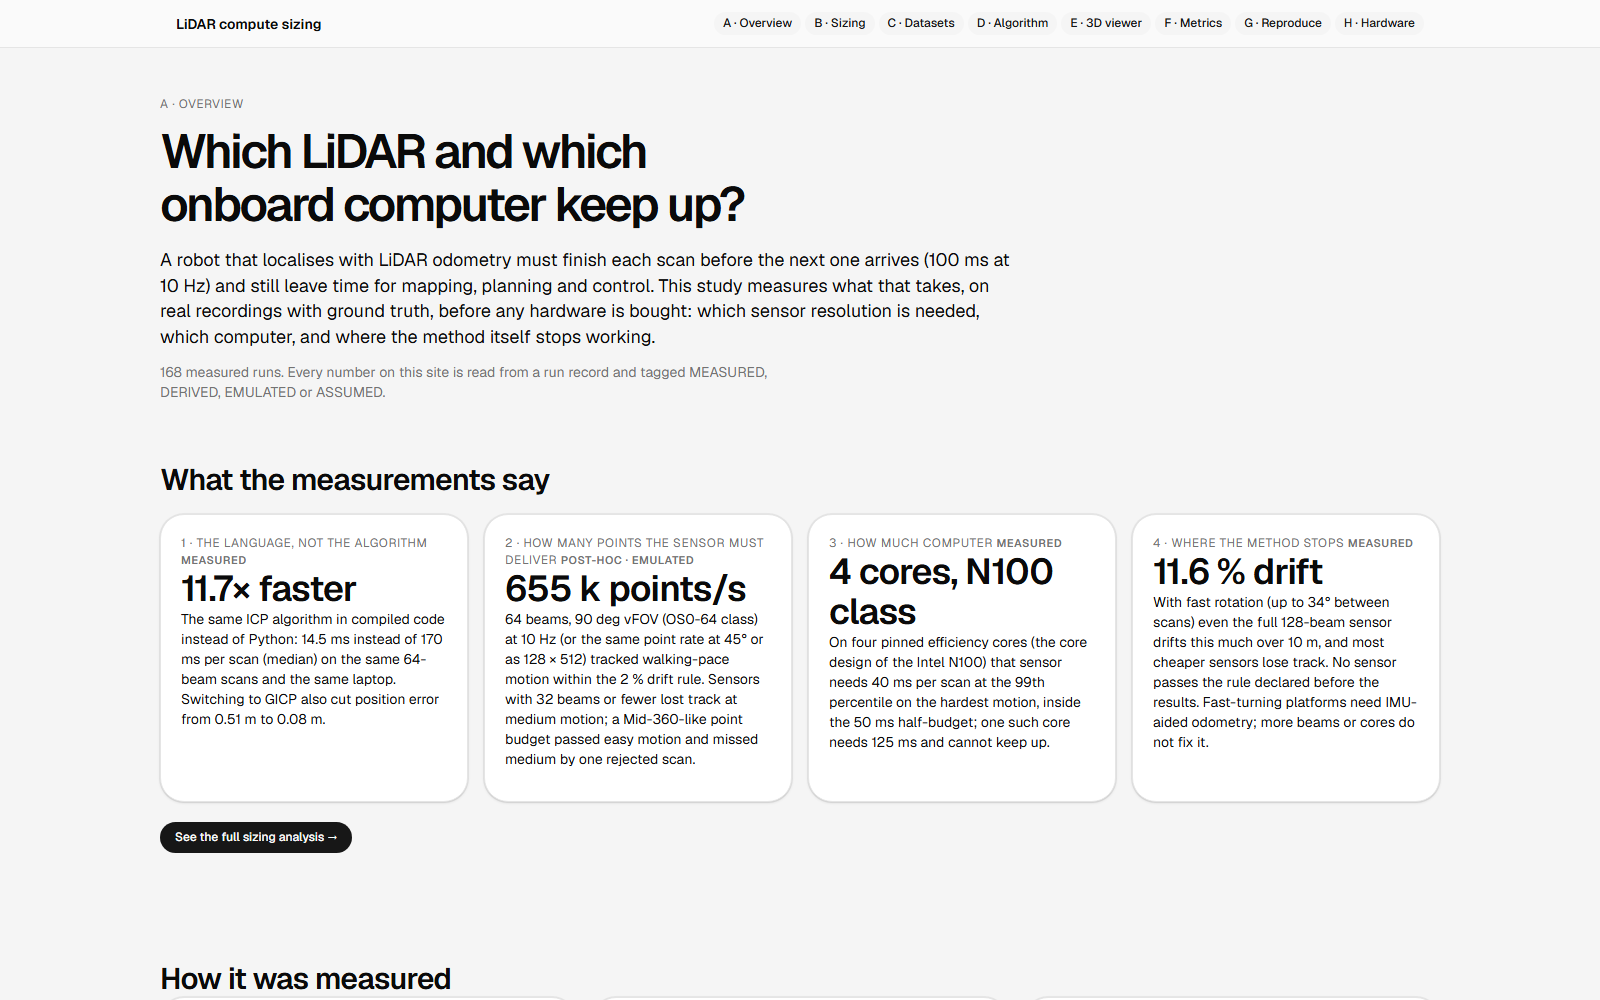 LiDAR compute sizing
A · Overview
B · Sizing
C · Datasets
D · Algorithm
E · 3D viewer
F · Metrics
G · Reproduce
H · Hardware
A · OVERVIEW
Which LiDAR and which
onboard computer keep up?
A robot that localises with LiDAR odometry must finish each scan before the next one arrives (100 ms at
10 Hz) and still leave time for mapping, planning and control. This study measures what that takes, on
real recordings with ground truth, before any hardware is bought: which sensor resolution is needed,
which computer, and where the method itself stops working.
168 measured runs. Every number on this site is read from a run record and tagged MEASURED,
DERIVED, EMULATED or ASSUMED.
What the measurements say
1 · THE LANGUAGE, NOT THE ALGORITHM
MEASURED
11.7× faster
The same ICP algorithm in compiled code
instead of Python: 14.5 ms instead of 170
ms per scan (median) on the same 64-
beam scans and the same laptop.
Switching to GICP also cut position error
from 0.51 m to 0.08 m.
2 · HOW MANY POINTS THE SENSOR MUST
DELIVER POST-HOC · EMULATED
655 k points/s
64 beams, 90 deg vFOV (OS0-64 class)
at 10 Hz (or the same point rate at 45° or
as 128 × 512) tracked walking-pace
motion within the 2 % drift rule. Sensors
with 32 beams or fewer lost track at
medium motion; a Mid-360-like point
budget passed easy motion and missed
medium by one rejected scan.
3 · HOW MUCH COMPUTER MEASURED
4 cores, N100
class
On four pinned efficiency cores (the core
design of the Intel N100) that sensor
needs 40 ms per scan at the 99th
percentile on the hardest motion, inside
the 50 ms half-budget; one such core
needs 125 ms and cannot keep up.
4 · WHERE THE METHOD STOPS MEASURED
11.6 % drift
With fast rotation (up to 34° between
scans) even the full 128-beam sensor
drifts this much over 10 m, and most
cheaper sensors lose track. No sensor
passes the rule declared before the
results. Fast-turning platforms need IMU-
aided odometry; more beams or cores do
not fix it.
See the full sizing analysis →
How it was measured